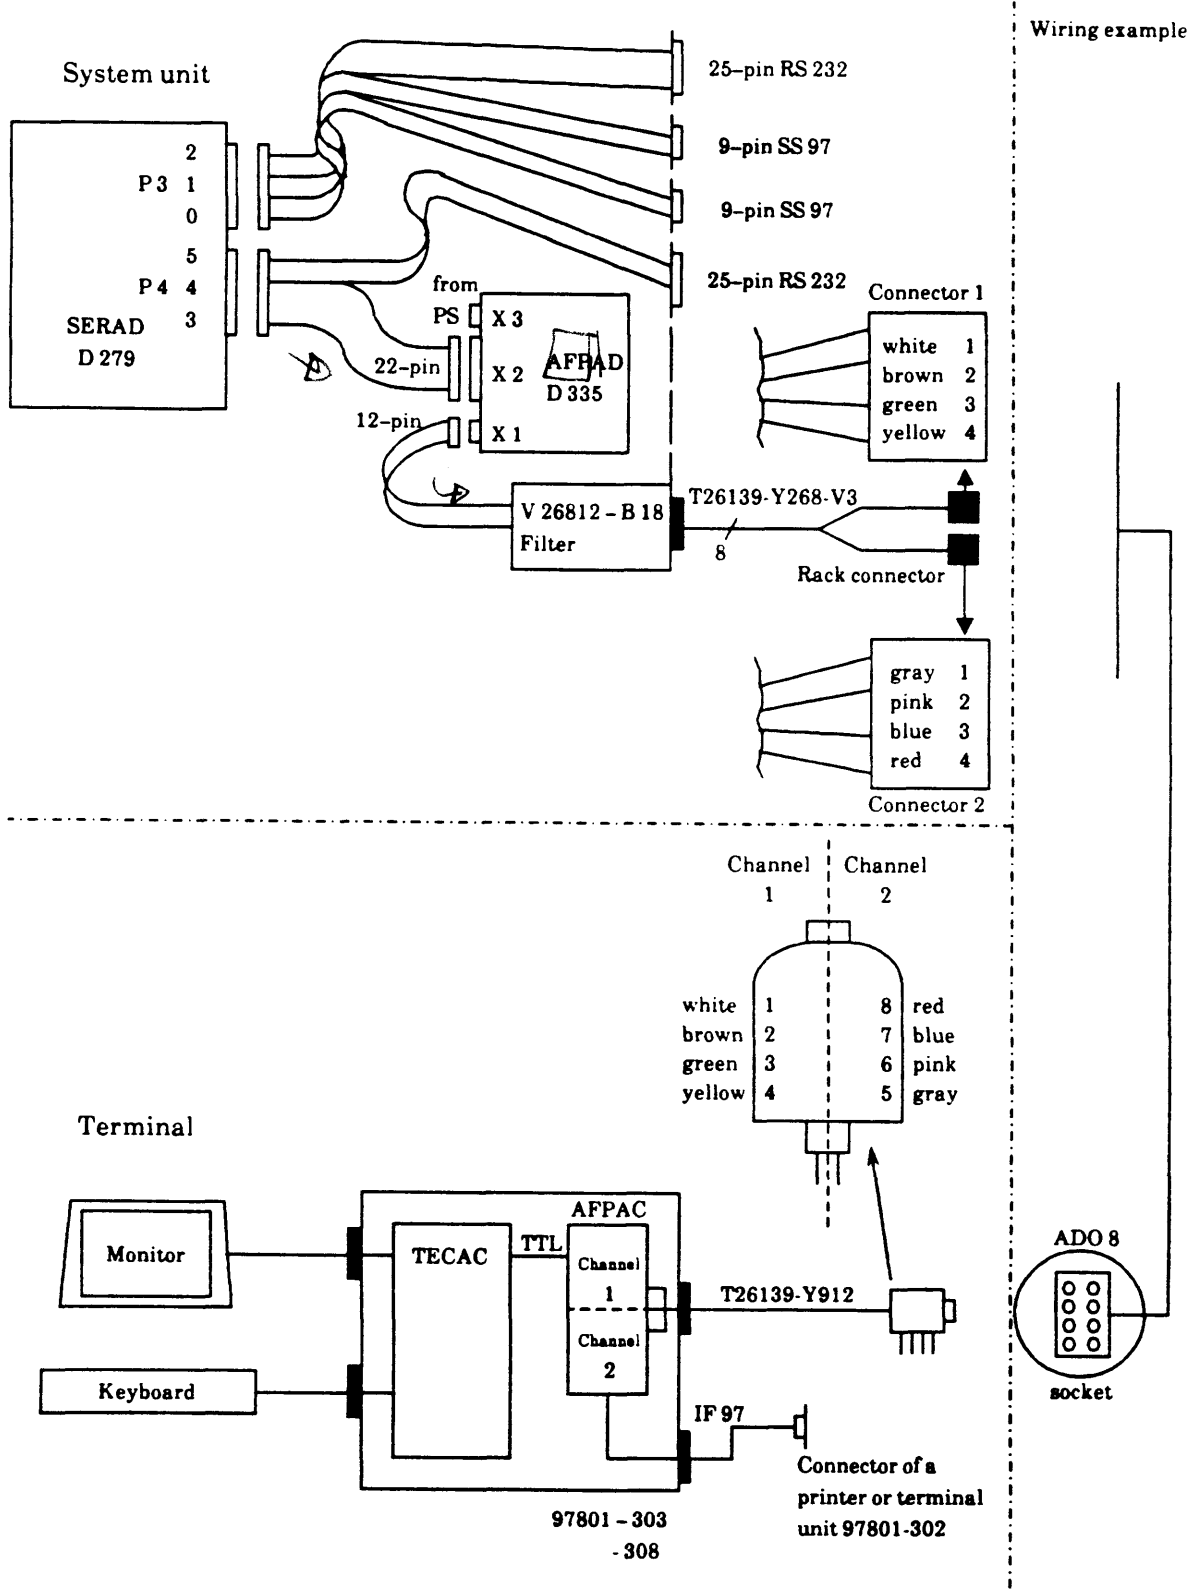 Wiring example
System unit
25-pin RS 232
9-pin SS 97
9-pin SS 97
25-pin RS 232
2
P 3 1
0
5
P 4 4
3
SERAD
D 279
from
PS
X 3
22-pin
X 2
AFPAD
D 335
12-pin
X 1
V 26812 - B 18
Filter
T26139-Y268-V3
8
Rack connector
Connector 1
white 1
brown 2
green 3
yellow 4
gray 1
pink 2
blue 3
red 4
Connector 2
Channel Channel
1 2
white 1 8 red
brown 2 7 blue
green 3 6 pink
yellow 4 5 gray
Terminal
Monitor
Keyboard
TECAC
TTL
AFPAC
Channel
1
Channel
2
T26139-Y912
IF 97
Connector of a
printer or terminal
unit 97801-302
97801 - 303
- 308
ADO 8
socket